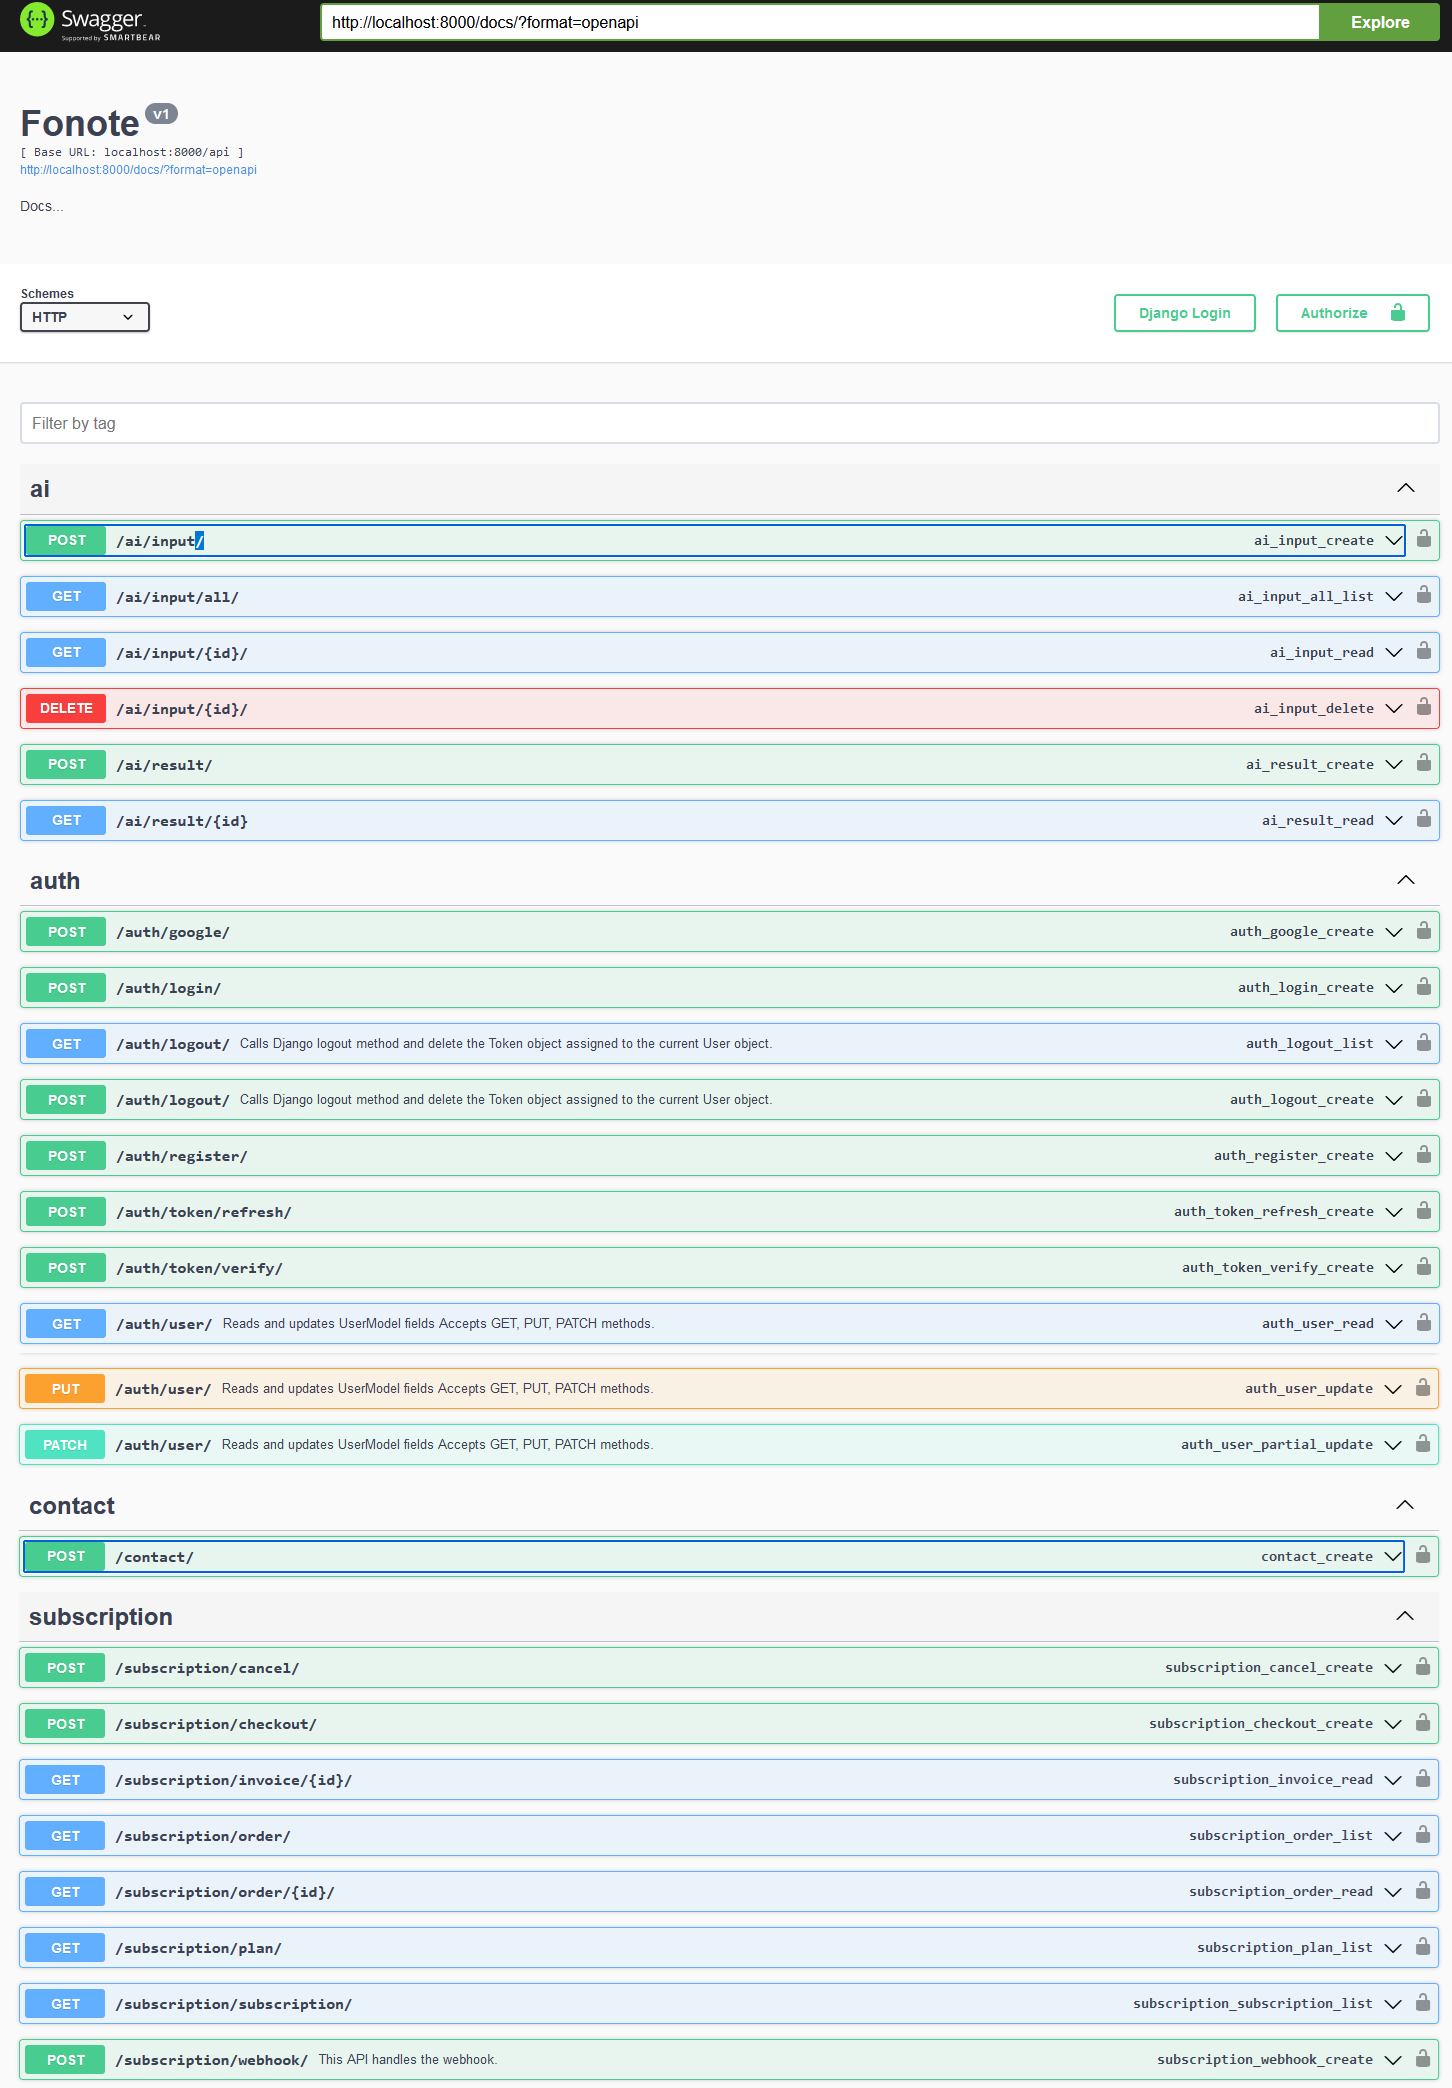 Swagger.
Supported by SMARTBEAR
http://localhost:8000/docs/?format=openapi
Explore
Fonote v1
[ Base URL: localhost:8000/api ]
http://localhost:8000/docs/?format=openapi
Docs...
Schemes
HTTP
Django Login
Authorize
Filter by tag
ai
POST /ai/input/ ai_input_create
GET /ai/input/all/ ai_input_all_list
GET /ai/input/{id}/ ai_input_read
DELETE /ai/input/{id}/ ai_input_delete
POST /ai/result/ ai_result_create
GET /ai/result/{id} ai_result_read
auth
POST /auth/google/ auth_google_create
POST /auth/login/ auth_login_create
GET /auth/logout/ Calls Django logout method and delete the Token object assigned to the current User object. auth_logout_list
POST /auth/logout/ Calls Django logout method and delete the Token object assigned to the current User object. auth_logout_create
POST /auth/register/ auth_register_create
POST /auth/token/refresh/ auth_token_refresh_create
POST /auth/token/verify/ auth_token_verify_create
GET /auth/user/ Reads and updates UserModel fields Accepts GET, PUT, PATCH methods. auth_user_read
PUT /auth/user/ Reads and updates UserModel fields Accepts GET, PUT, PATCH methods. auth_user_update
PATCH /auth/user/ Reads and updates UserModel fields Accepts GET, PUT, PATCH methods. auth_user_partial_update
contact
POST /contact/ contact_create
subscription
POST /subscription/cancel/ subscription_cancel_create
POST /subscription/checkout/ subscription_checkout_create
GET /subscription/invoice/{id}/ subscription_invoice_read
GET /subscription/order/ subscription_order_list
GET /subscription/order/{id}/ subscription_order_read
GET /subscription/plan/ subscription_plan_list
GET /subscription/subscription/ subscription_subscription_list
POST /subscription/webhook/ This API handles the webhook. subscription_webhook_create